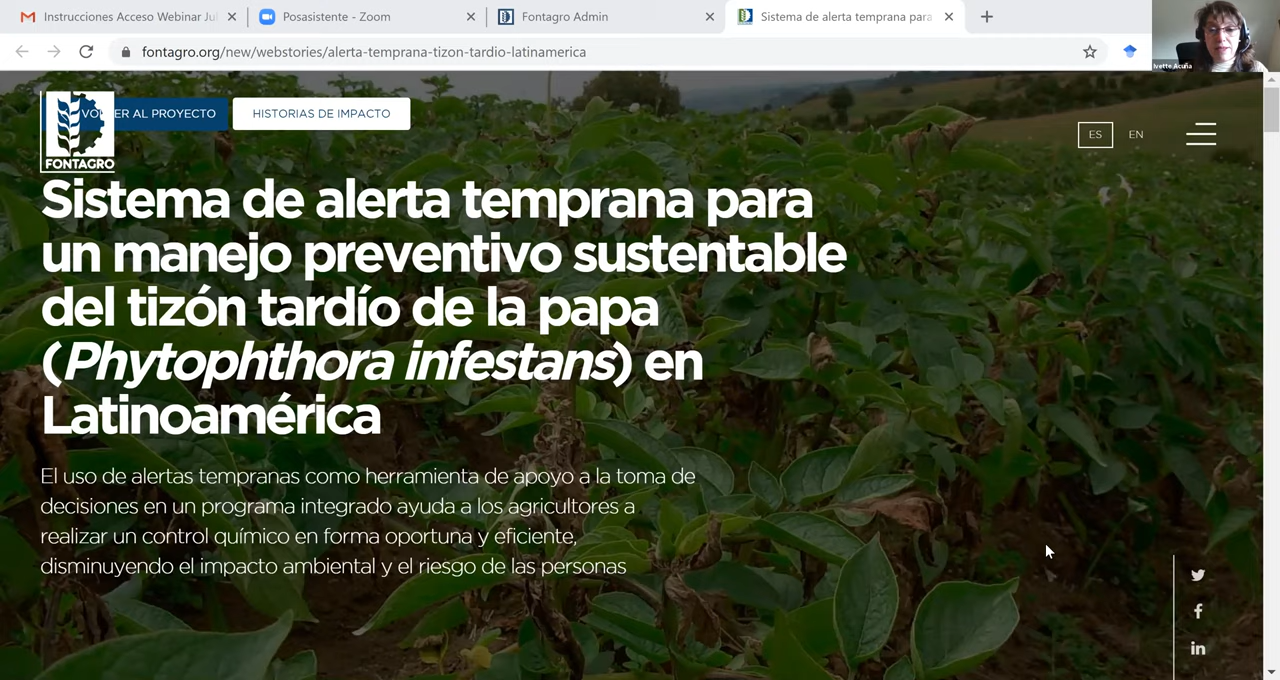 Instrucciones Acceso Webinar Jul
Posasistente - Zoom
Fontagro Admin
Sistema de alerta temprana para
fontagro.org/new/webstories/alerta-temprana-tizon-tardio-latinamerica
Ivette Acuña
FONTAGRO
VOLVER AL PROYECTO
HISTORIAS DE IMPACTO
ES
EN
Sistema de alerta temprana para
un manejo preventivo sustentable
del tizón tardío de la papa
(Phytophthora infestans) en
Latinoamérica
El uso de alertas tempranas como herramienta de apoyo a la toma de
decisiones en un programa integrado ayuda a los agricultores a
realizar un control químico en forma oportuna y eficiente,
disminuyendo el impacto ambiental y el riesgo de las personas